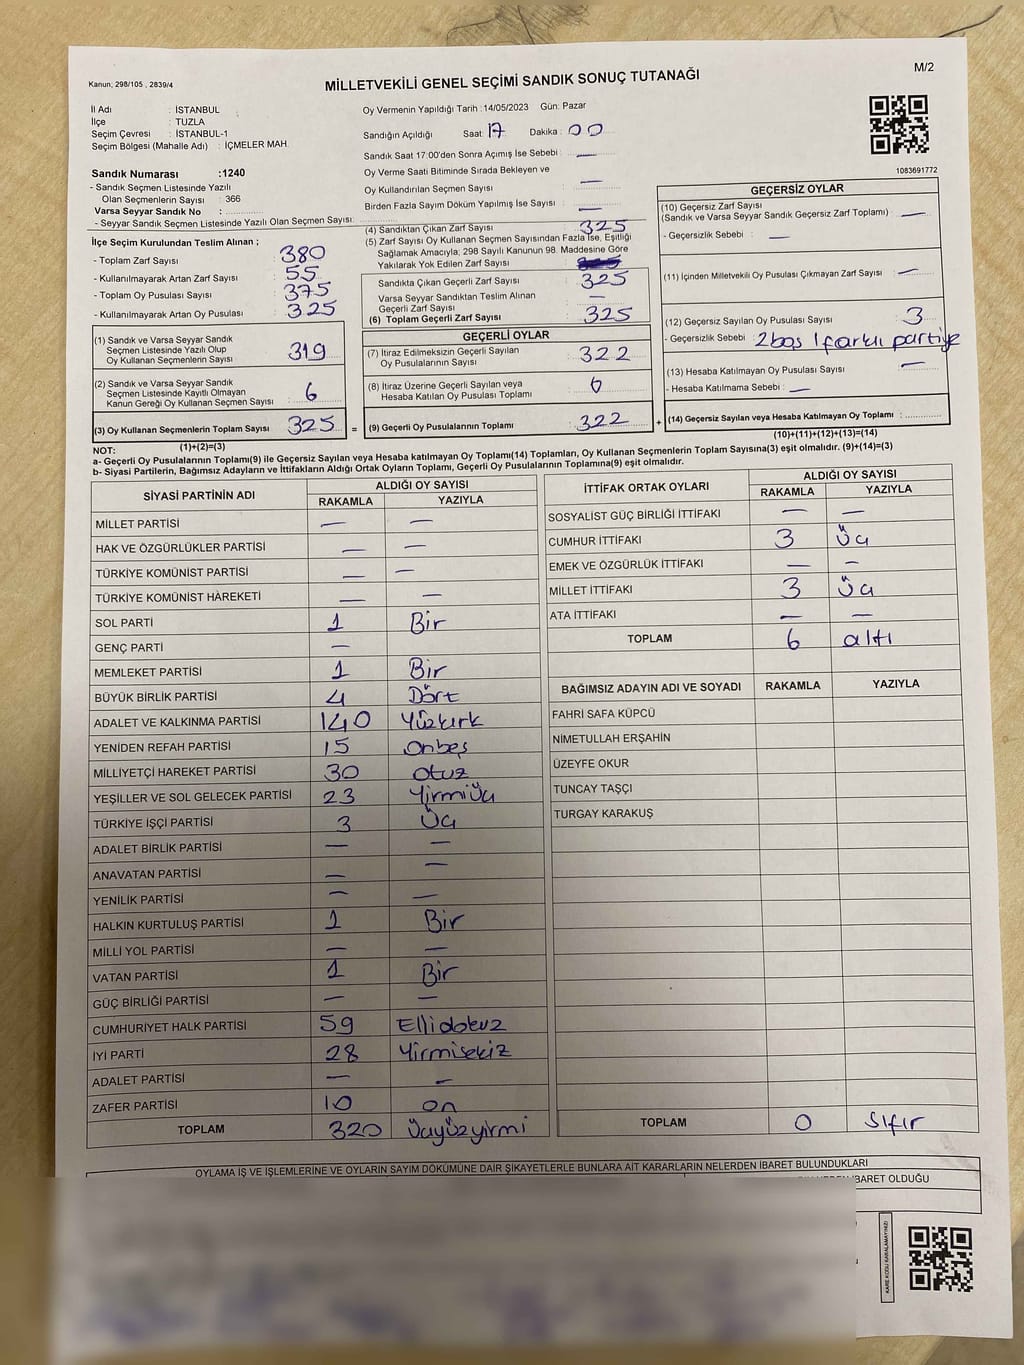 M/2
Kanun; 298/105 , 2839/4
MİLLETVEKİLİ GENEL SEÇİMİ SANDIK SONUÇ TUTANAĞI
İl Adı : İSTANBUL
İlçe : TUZLA
Seçim Çevresi : İSTANBUL-1
Seçim Bölgesi (Mahalle Adı) : İÇMELER MAH.
Sandık Numarası :1240
- Sandık Seçmen Listesinde Yazılı
Olan Seçmenlerin Sayısı : 366
Varsa Seyyar Sandık No :
- Seyyar Sandık Seçmen Listesinde Yazılı Olan Seçmen Sayısı:
Oy Vermenin Yapıldığı Tarih : 14/05/2023 Gün: Pazar
Sandığın Açıldığı Saat: 17 Dakika : 00
Sandık Saat 17:00'den Sonra Açımış İse Sebebi : —
Oy Verme Saati Bitiminde Sırada Bekleyen ve
Oy Kullandırılan Seçmen Sayısı : —
Birden Fazla Sayım Döküm Yapılmış İse Sayısı : —
1083691772
İlçe Seçim Kurulundan Teslim Alınan ;
- Toplam Zarf Sayısı : 380
- Kullanılmayarak Artan Zarf Sayısı : 55
- Toplam Oy Pusulası Sayısı : 375
- Kullanılmayarak Artan Oy Pusulası : 325
(4) Sandıktan Çıkan Zarf Sayısı : 325
(5) Zarf Sayısı Oy Kullanan Seçmen Sayısından Fazla İse, Eşitliği
Sağlamak Amacıyla; 298 Sayılı Kanunun 98. Maddesine Göre
Yakılarak Yok Edilen Zarf Sayısı :
Sandıkta Çıkan Geçerli Zarf Sayısı : 325
Varsa Seyyar Sandıktan Teslim Alınan
Geçerli Zarf Sayısı : —
(6) Toplam Geçerli Zarf Sayısı : 325
GEÇERSİZ OYLAR
(10) Geçersiz Zarf Sayısı
(Sandık ve Varsa Seyyar Sandık Geçersiz Zarf Toplamı) : —
- Geçersizlik Sebebi : —
(11) İçinden Milletvekili Oy Pusulası Çıkmayan Zarf Sayısı : —
(12) Geçersiz Sayılan Oy Pusulası Sayısı : 3
- Geçersizlik Sebebi : 2 boş 1 farklı partiye
(13) Hesaba Katılmayan Oy Pusulası Sayısı : —
- Hesaba Katılmama Sebebi : —
(14) Geçersiz Sayılan veya Hesaba Katılmayan Oy Toplamı :
(10)+(11)+(12)+(13)=(14)
(1) Sandık ve Varsa Seyyar Sandık
Seçmen Listesinde Yazılı Olup
Oy Kullanan Seçmenlerin Sayısı : 319
(2) Sandık ve Varsa Seyyar Sandık
Seçmen Listesinde Kayıtlı Olmayan
Kanun Gereği Oy Kullanan Seçmen Sayısı : 6
(3) Oy Kullanan Seçmenlerin Toplam Sayısı : 325 =
(1)+(2)=(3)
GEÇERLİ OYLAR
(7) İtiraz Edilmeksizin Geçerli Sayılan
Oy Pusulalarının Sayısı : 322
(8) İtiraz Üzerine Geçerli Sayılan veya
Hesaba Katılan Oy Pusulası Toplamı : 0
(9) Geçerli Oy Pusulalarının Toplamı : 322 +
NOT:
a- Geçerli Oy Pusulalarının Toplamı(9) ile Geçersiz Sayılan veya Hesaba katılmayan Oy Toplamı(14) Toplamları, Oy Kullanan Seçmenlerin Toplam Sayısına(3) eşit olmalıdır. (9)+(14)=(3)
b- Siyasi Partilerin, Bağımsız Adayların ve İttifakların Aldığı Ortak Oyların Toplamı, Geçerli Oy Pusulalarının Toplamına(9) eşit olmalıdır.
SİYASİ PARTİNİN ADI ALDIĞI OY SAYISI
RAKAMLA YAZIYLA
MİLLET PARTİSİ — —
HAK VE ÖZGÜRLÜKLER PARTİSİ — —
TÜRKİYE KOMÜNİST PARTİSİ — —
TÜRKİYE KOMÜNİST HAREKETİ — —
SOL PARTİ 1 Bir
GENÇ PARTİ —
MEMLEKET PARTİSİ 1 Bir
BÜYÜK BİRLİK PARTİSİ 4 Dört
ADALET VE KALKINMA PARTİSİ 140 Yüzkırk
YENİDEN REFAH PARTİSİ 15 Onbeş
MİLLİYETÇİ HAREKET PARTİSİ 30 Otuz
YEŞİLLER VE SOL GELECEK PARTİSİ 23 Yirmiüç
TÜRKİYE İŞÇİ PARTİSİ 3 Üç
ADALET BİRLİK PARTİSİ — —
ANAVATAN PARTİSİ — —
YENİLİK PARTİSİ — —
HALKIN KURTULUŞ PARTİSİ 1 Bir
MİLLİ YOL PARTİSİ — —
VATAN PARTİSİ 1 Bir
GÜÇ BİRLİĞİ PARTİSİ — —
CUMHURİYET HALK PARTİSİ 59 Ellidokuz
İYİ PARTİ 28 Yirmisekiz
ADALET PARTİSİ — —
ZAFER PARTİSİ 10 On
TOPLAM 320 Üçyüzyirmi
İTTİFAK ORTAK OYLARI ALDIĞI OY SAYISI
RAKAMLA YAZIYLA
SOSYALİST GÜÇ BİRLİĞİ İTTİFAKI — —
CUMHUR İTTİFAKI 3 Üç
EMEK VE ÖZGÜRLÜK İTTİFAKI — —
MİLLET İTTİFAKI 3 Üç
ATA İTTİFAKI — —
TOPLAM 6 altı
BAĞIMSIZ ADAYIN ADI VE SOYADI RAKAMLA YAZIYLA
FAHRİ SAFA KÜPCÜ
NİMETULLAH ERŞAHİN
ÜZEYFE OKUR
TUNCAY TAŞÇI
TURGAY KARAKUŞ
TOPLAM 0 Sıfır
OYLAMA İŞ VE İŞLEMLERİNE VE OYLARIN SAYIM DÖKÜMÜNE DAİR ŞİKAYETLERLE BUNLARA AİT KARARLARIN NELERDEN İBARET BULUNDUKLARI
İBARET OLDUĞU
KARE KODU KARALAMAYINIZ!